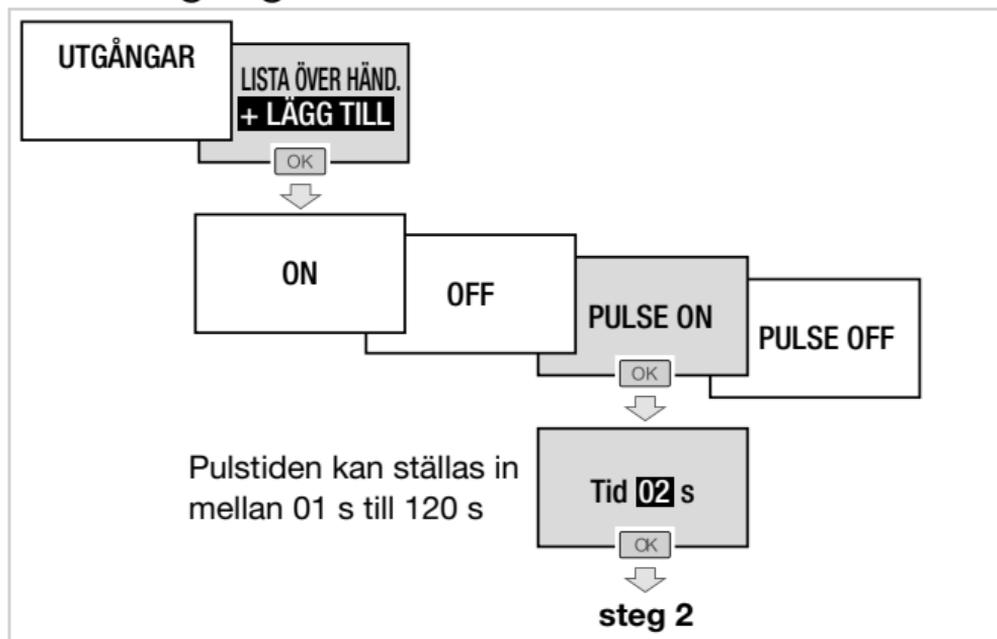 UTGÅNGAR
LISTA ÖVER HÄND.
+ LÄGG TILL
OK
ON
OFF
PULSE ON
PULSE OFF
OK
Pulstiden kan ställas in
mellan 01 s till 120 s
Tid 02 s
OK
steg 2